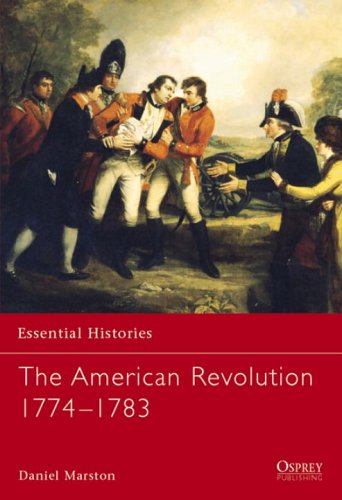 Essential Histories
The American Revolution
1774–1783
Daniel Marston
OSPREY
PUBLISHING